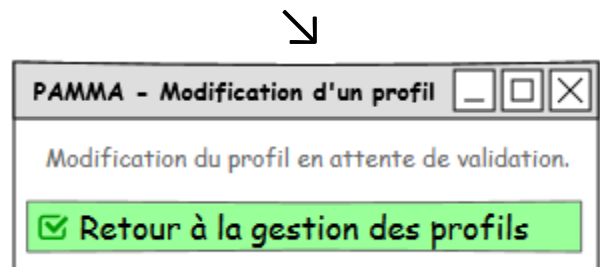 PAMMA - Modification d'un profil
Modification du profil en attente de validation.
Retour à la gestion des profils